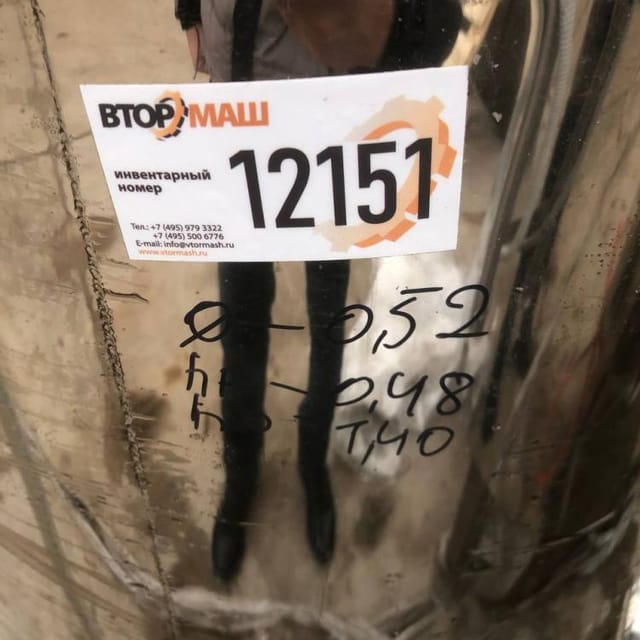 ВТОРМАШ
инвентарный
номер
12151
Тел.: +7 (495) 979 3322
+7 (495) 500 6776
E-mail: info@vtormash.ru
www.vtormash.ru
Ø - 0,52
- 0,48
- 1,40